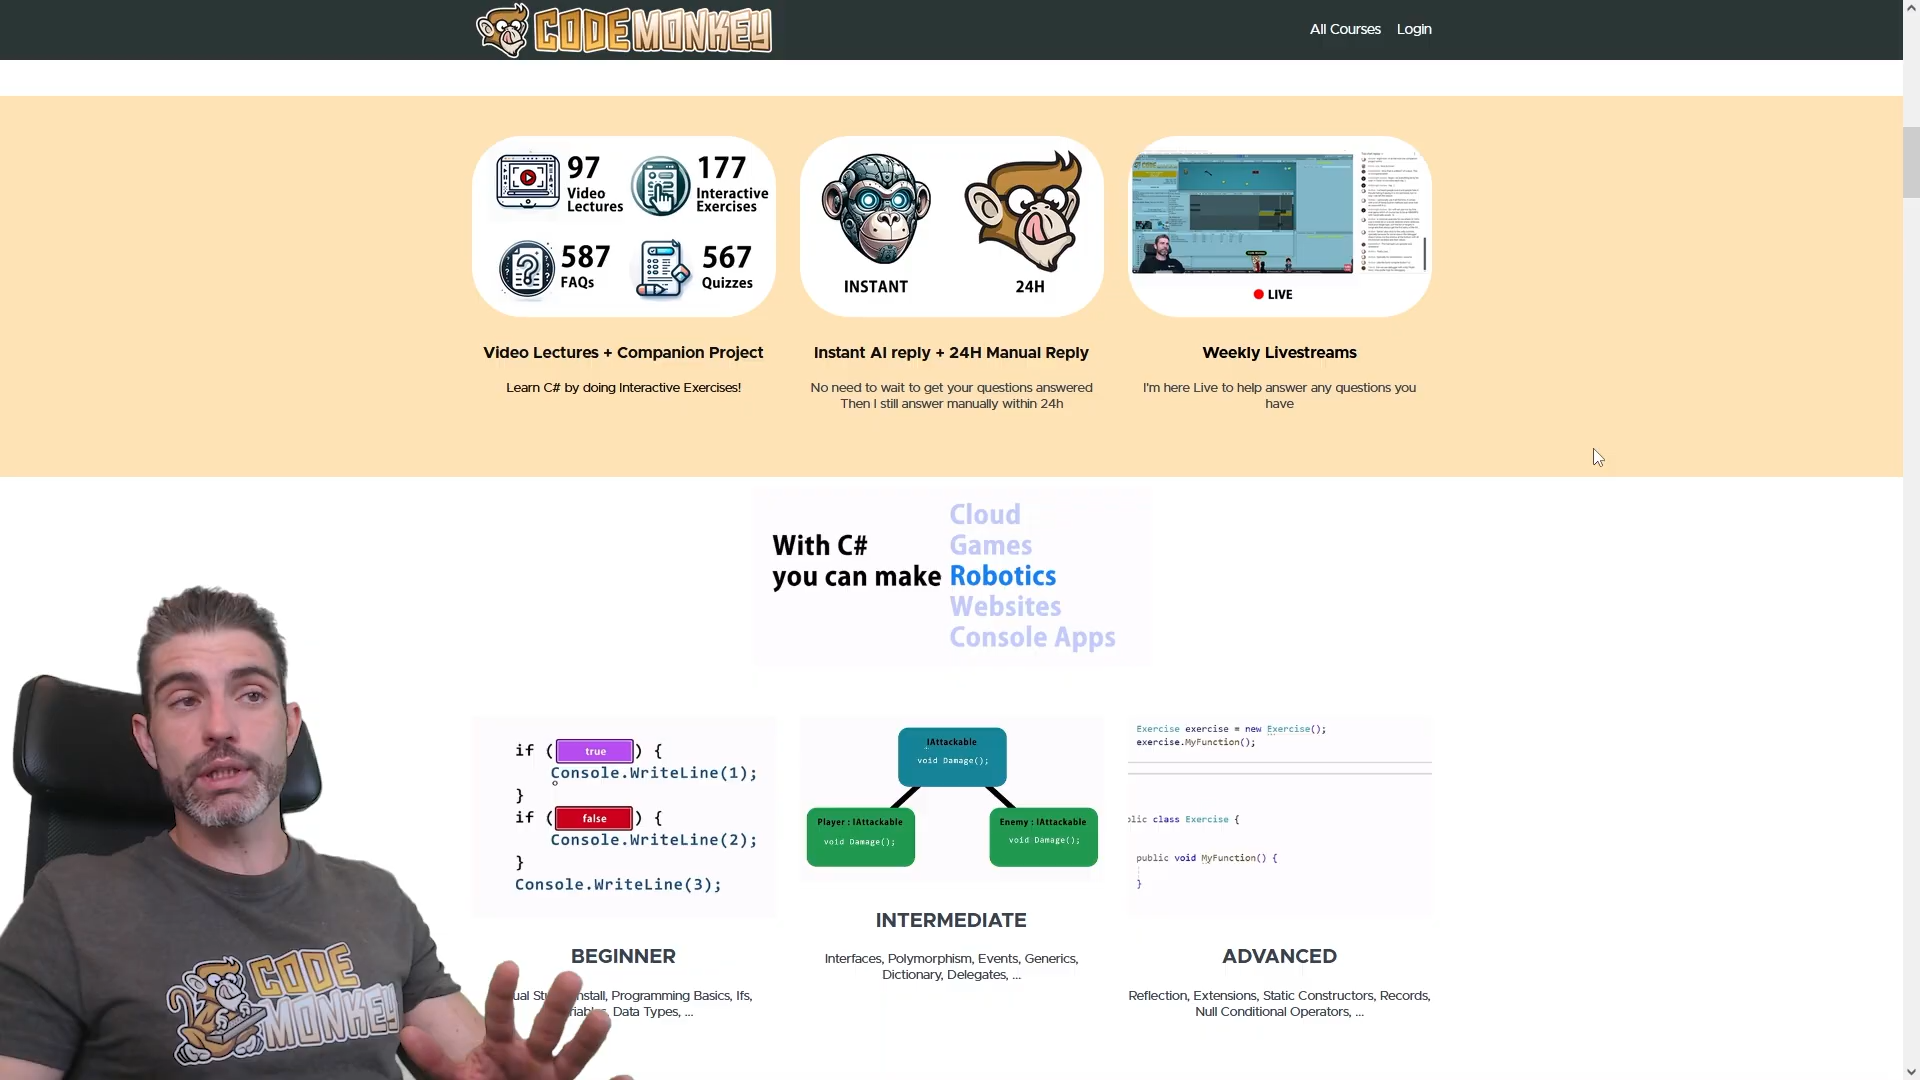 CODE MONKEY
All Courses
Login
97
Video
Lectures
177
Interactive
Exercises
587
FAQs
567
Quizzes
INSTANT
24H
LIVE
Video Lectures + Companion Project
Learn C# by doing Interactive Exercises!
Instant AI reply + 24H Manual Reply
No need to wait to get your questions answered
Then I still answer manually within 24h
Weekly Livestreams
I'm here Live to help answer any questions you
have
With C#
you can make
Cloud
Games
Robotics
Websites
Console Apps
if ( true ) {
Console.WriteLine(1);
}
if ( false ) {
Console.WriteLine(2);
}
Console.WriteLine(3);
IAttackable
void Damage();
Player : IAttackable
void Damage();
Enemy : IAttackable
void Damage();
Exercise exercise = new Exercise();
exercise.MyFunction();
class Exercise {
public void MyFunction() {
}
BEGINNER
Programming Basics, Ifs,
Data Types, ...
INTERMEDIATE
Interfaces, Polymorphism, Events, Generics,
Dictionary, Delegates, ...
ADVANCED
Reflection, Extensions, Static Constructors, Records,
Null Conditional Operators, ...
CODE
MONKEY